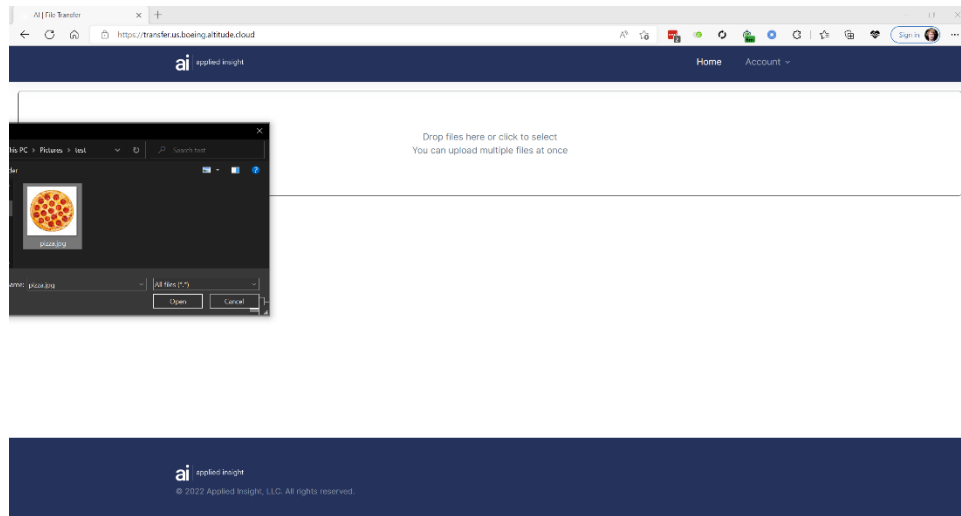 AI | File Transfer
https://transfer.us.boeing.altitude.cloud
Sign in
ai applied insight
Home
Account
Drop files here or click to select
You can upload multiple files at once
his PC > Pictures > test
Search test
der
pizza.jpg
ame: pizza.jpg
All files (*.*)
Open
Cancel
ai applied insight
© 2022 Applied Insight, LLC. All rights reserved.